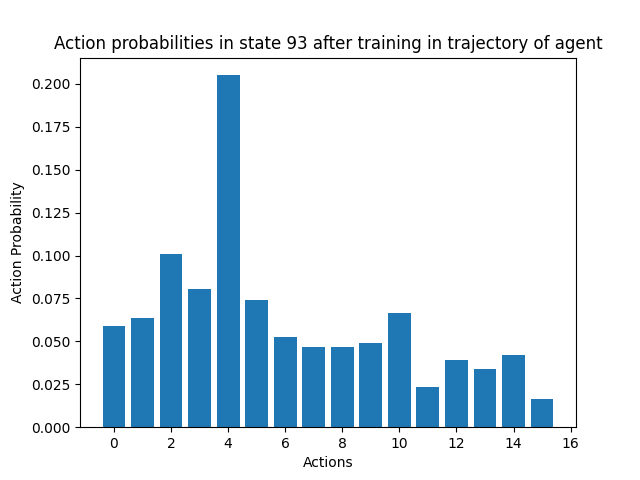 Action probabilities in state 93 after training in trajectory of agent
0.200
0.175
0.150
0.125
0.100
0.075
0.050
0.025
0.000
Action Probability
0 2 4 6 8 10 12 14 16
Actions